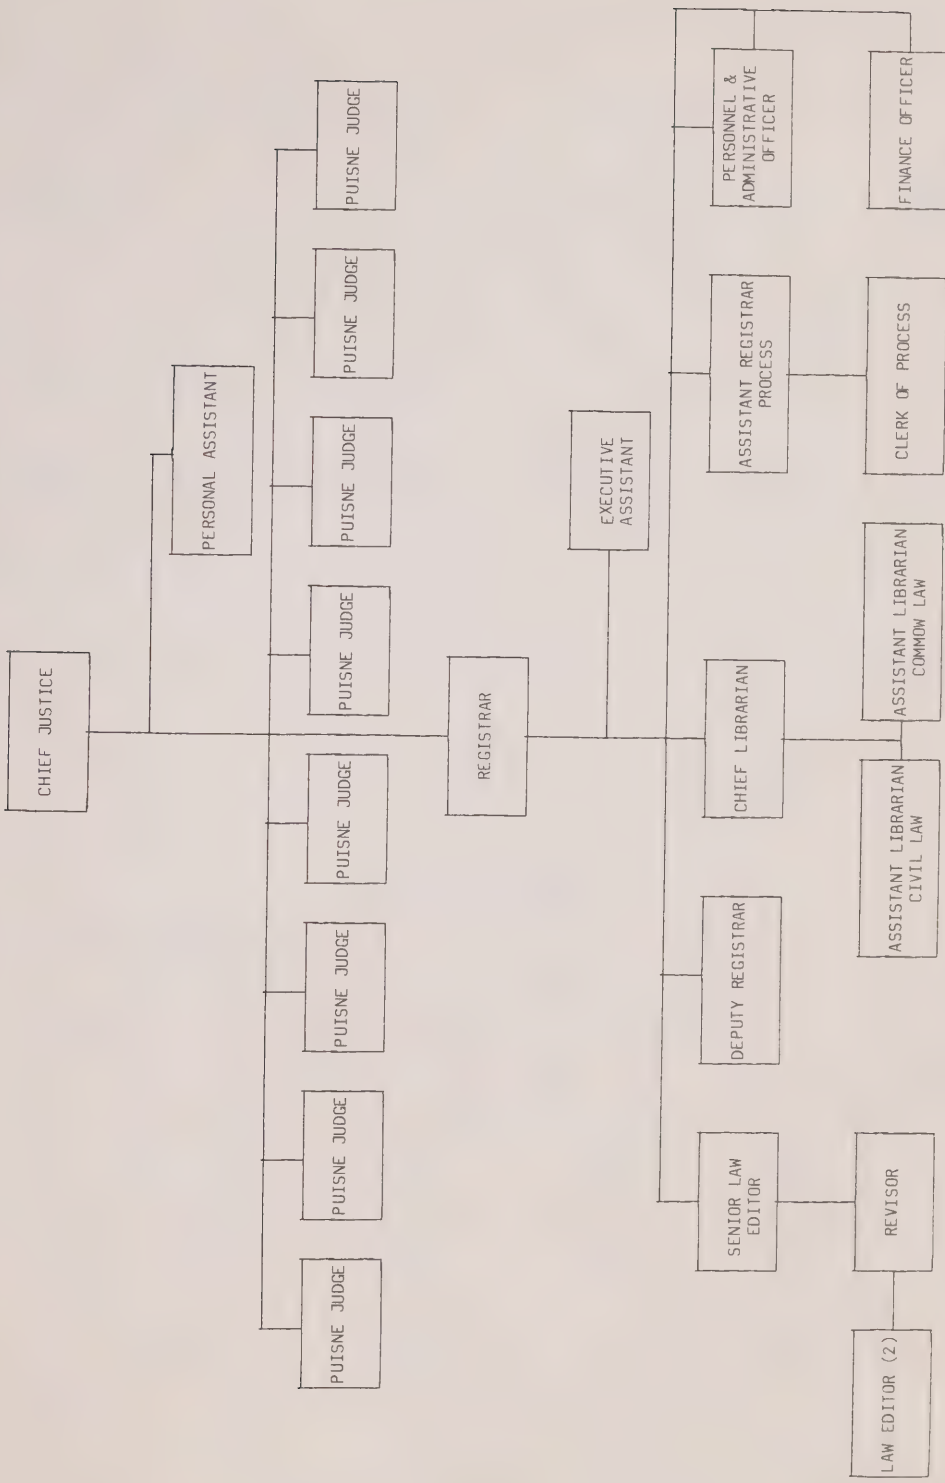 CHIEF JUSTICE
PERSONAL ASSISTANT
PUISNE JUDGE
PUISNE JUDGE
PUISNE JUDGE
PUISNE JUDGE
PUISNE JUDGE
PUISNE JUDGE
PUISNE JUDGE
PUISNE JUDGE
REGISTRAR
EXECUTIVE
ASSISTANT
SENIOR LAW
EDITOR
DEPUTY REGISTRAR
CHIEF LIBRARIAN
ASSISTANT REGISTRAR
PROCESS
PERSONNEL &
ADMINISTRATIVE
OFFICER
LAW EDITOR (2)
REVISOR
ASSISTANT LIBRARIAN
CIVIL LAW
ASSISTANT LIBRARIAN
COMMOW LAW
CLERK OF PROCESS
FINANCE OFFICER